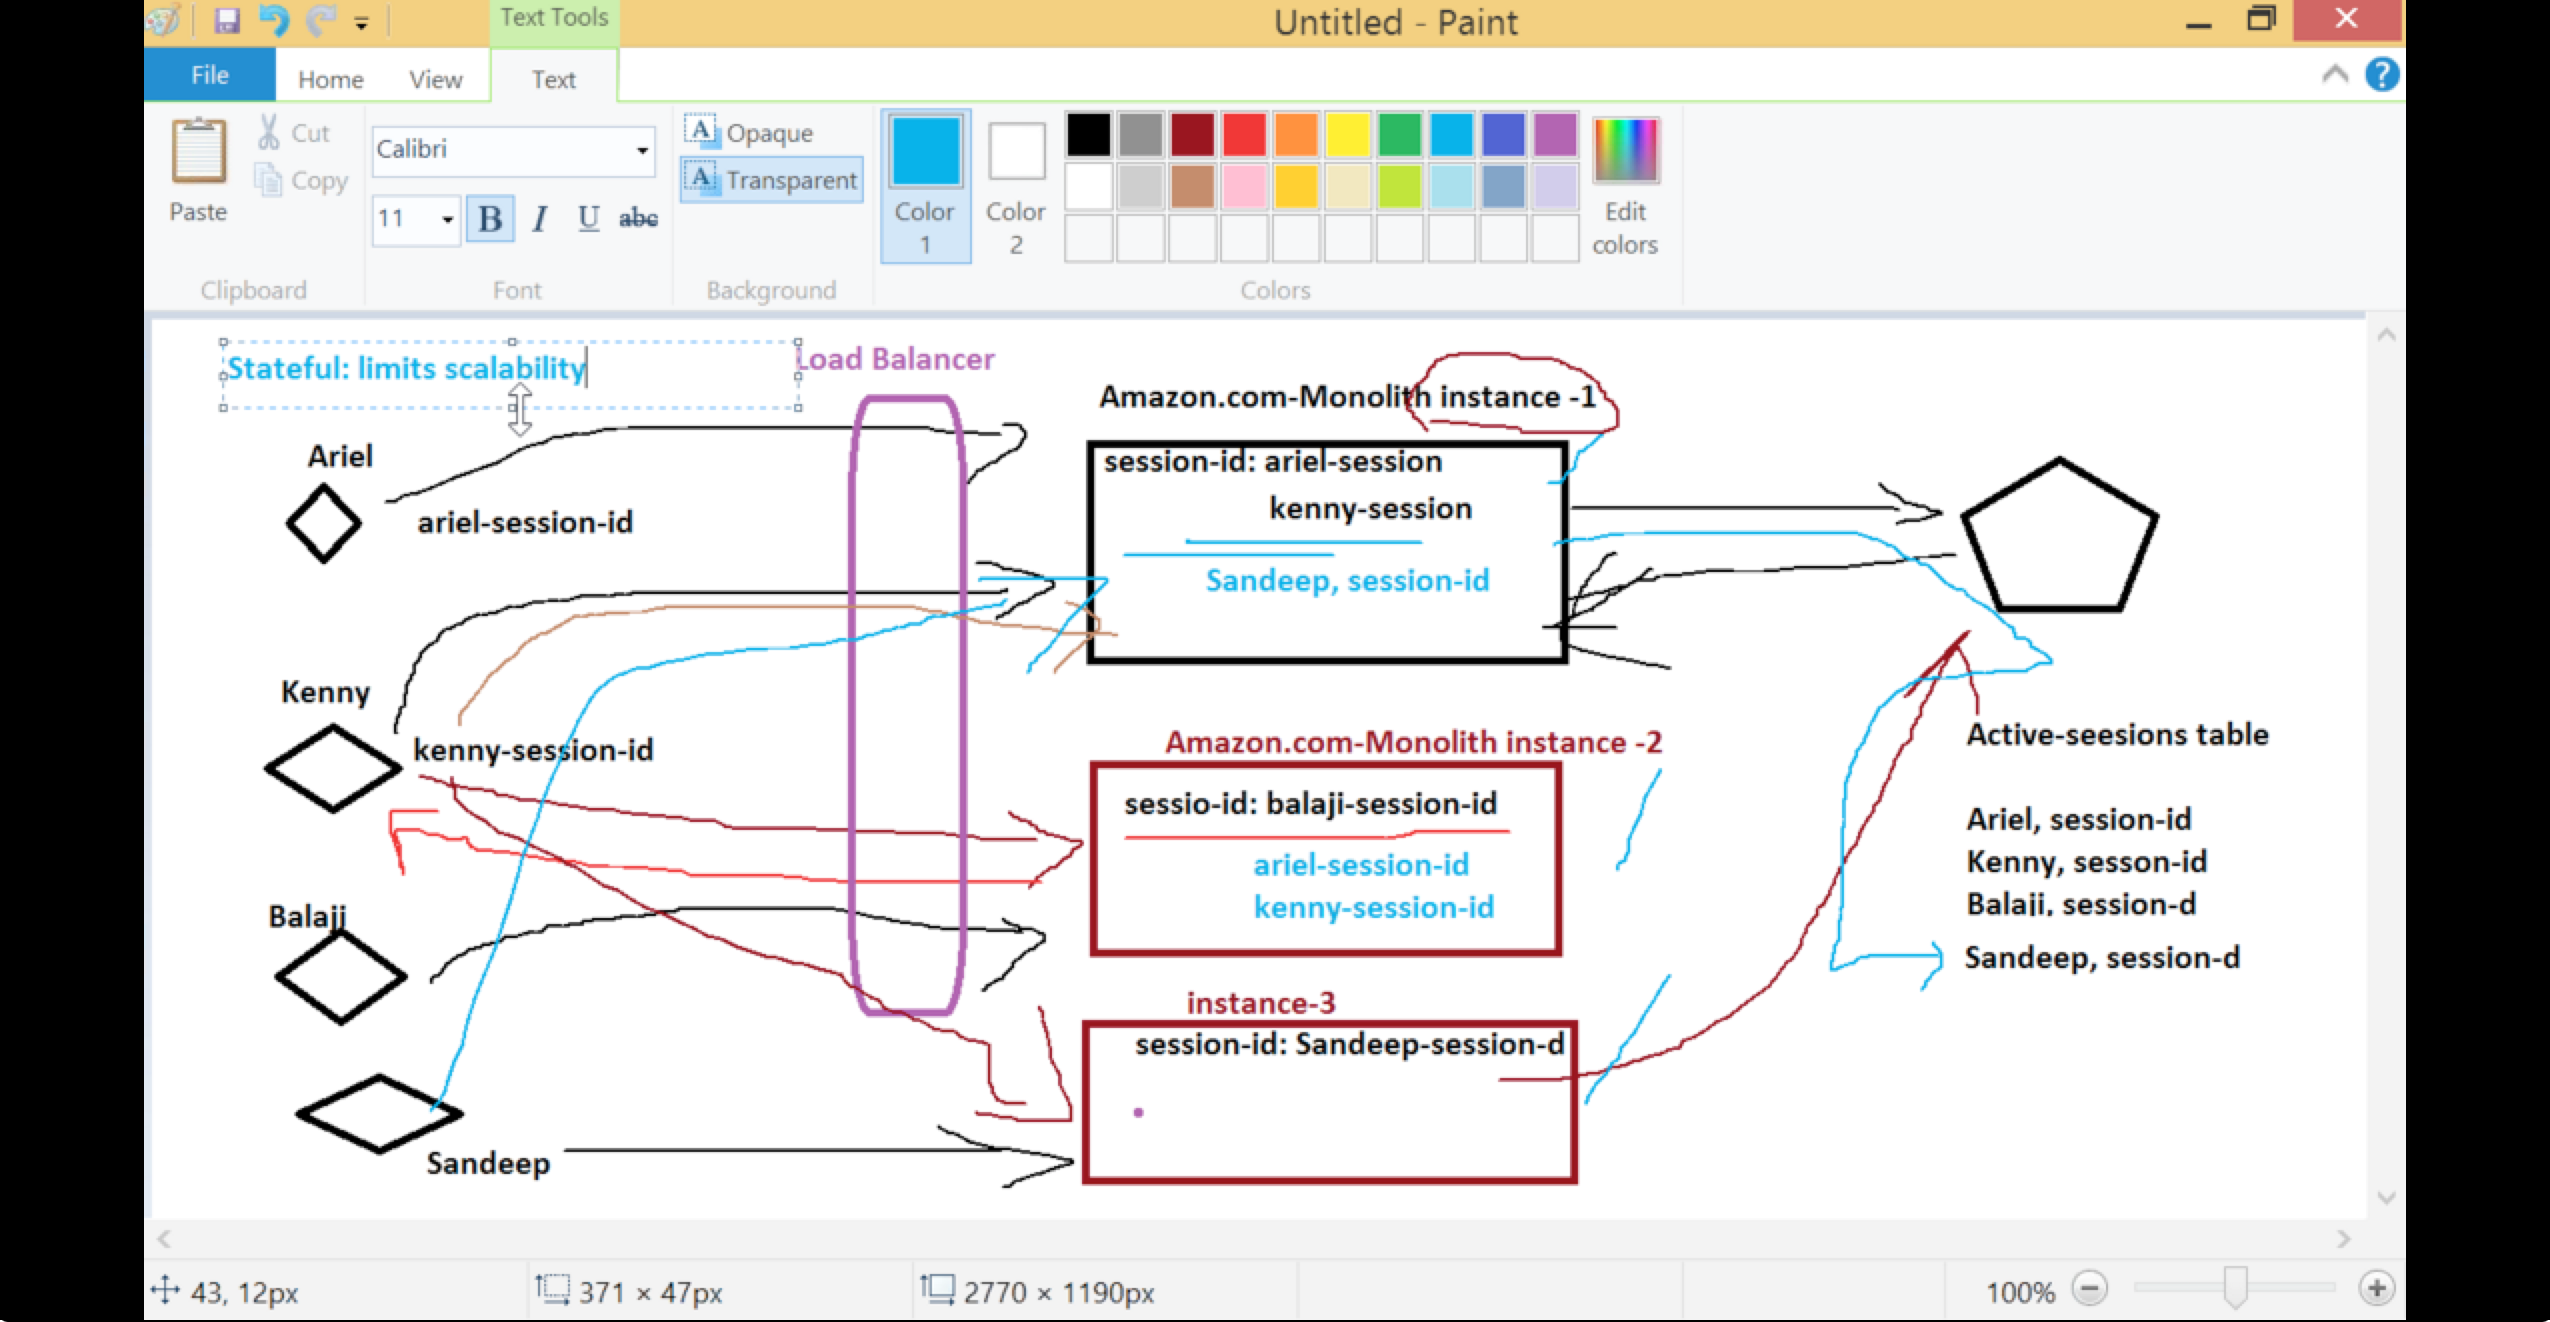 Text Tools
Untitled - Paint
File
Home
View
Text
Cut
Copy
Paste
Clipboard
Calibri
11
B I U abc
Font
A Opaque
A Transparent
Background
Color 1
Color 2
Edit colors
Colors
Stateful: limits scalability
Load Balancer
Amazon.com-Monolith instance -1
Ariel
ariel-session-id
session-id: ariel-session
kenny-session
Sandeep, session-id
Kenny
kenny-session-id
Amazon.com-Monolith instance -2
sessio-id: balaji-session-id
ariel-session-id
kenny-session-id
Active-seesions table
Ariel, session-id
Kenny, sesson-id
Balaji, session-d
Sandeep, session-d
Balaji
instance-3
session-id: Sandeep-session-d
Sandeep
43, 12px
371 × 47px
2770 × 1190px
100%